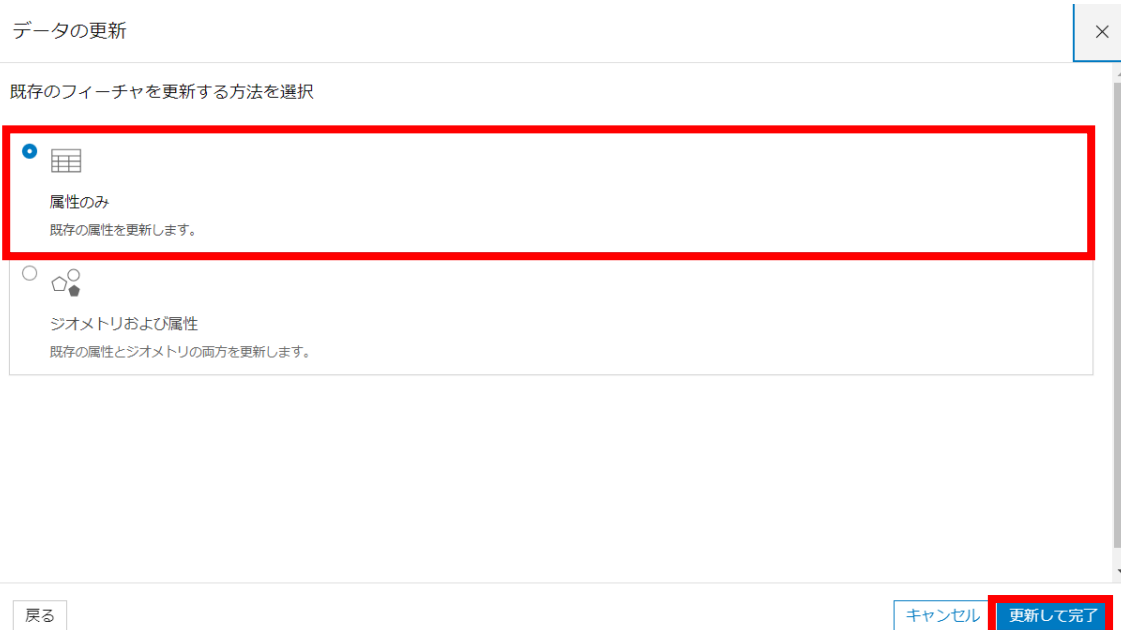 データの更新
既存のフィーチャを更新する方法を選択
属性のみ
既存の属性を更新します。
ジオメトリおよび属性
既存の属性とジオメトリの両方を更新します。
戻る
キャンセル
更新して完了